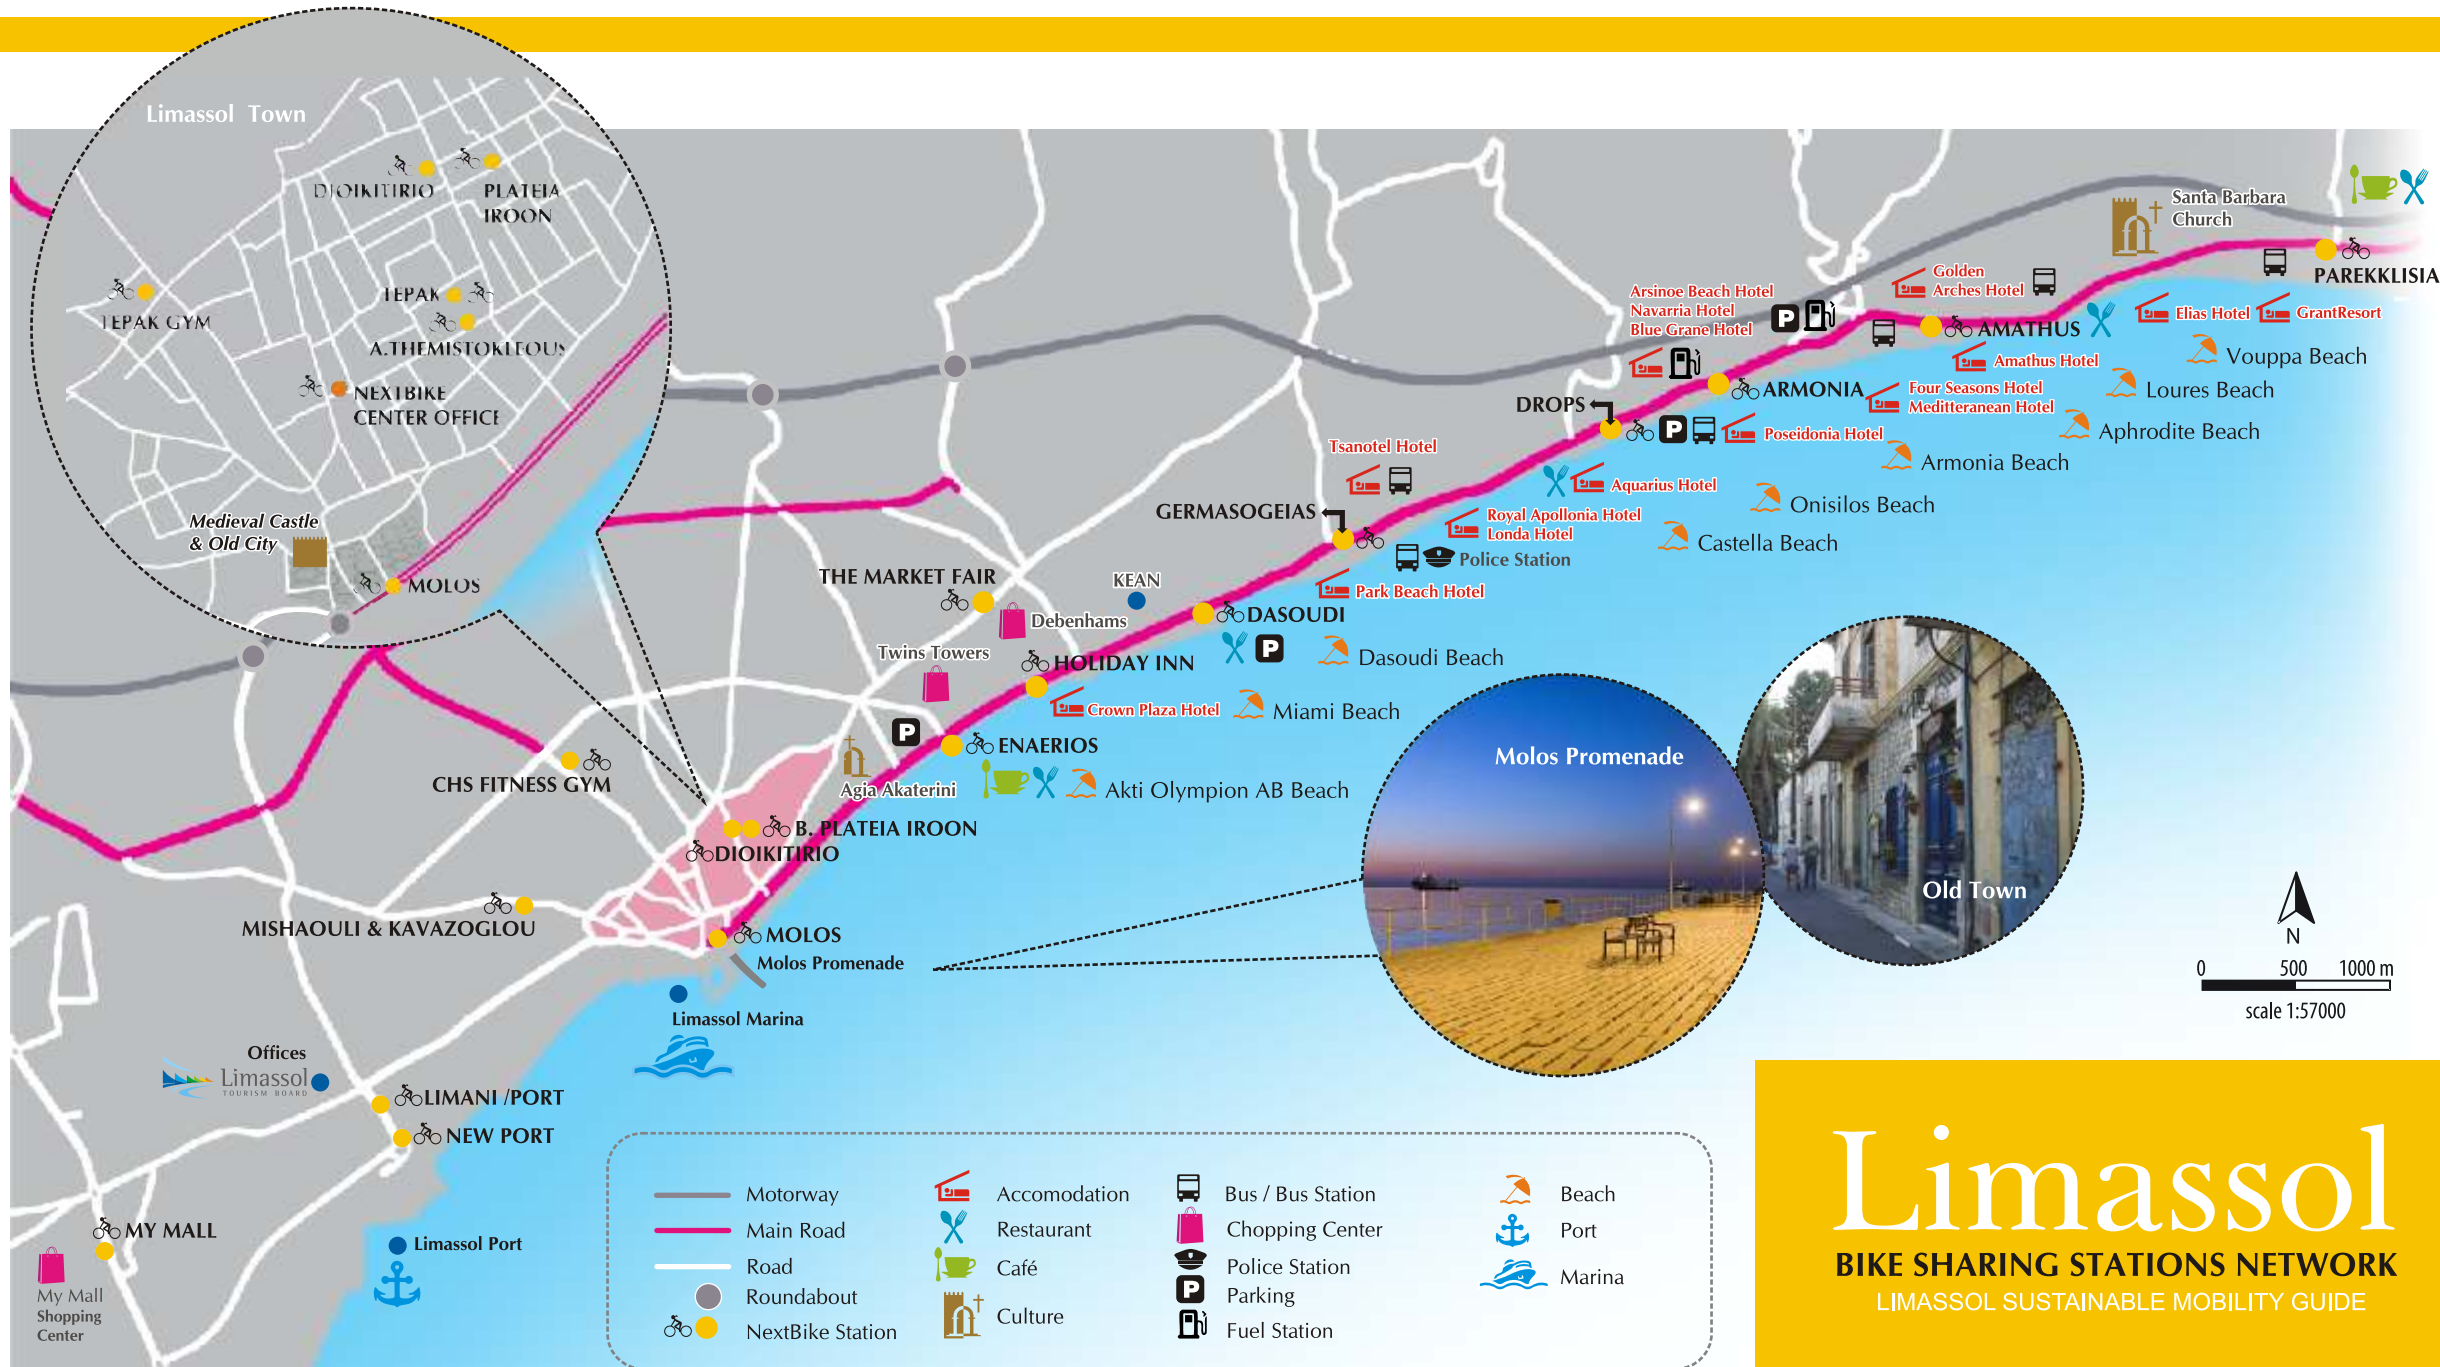 Limassol Town
DIOIKITIRIO
PLATEIA
IROON
TEPAK GYM
TEPAK
A.THEMISTOKLEOUS
NEXTBIKE
CENTER OFFICE
Medieval Castle
& Old City
MOLOS
Santa Barbara
Church
PAREKKLISIA
Golden
Arches Hotel
Arsinoe Beach Hotel
Navarria Hotel
Blue Grane Hotel
Elias Hotel
GrantResort
AMATHUS
Vouppa Beach
Amathus Hotel
Loures Beach
ARMONIA
Four Seasons Hotel
Meditteranean Hotel
DROPS
Poseidonia Hotel
Aphrodite Beach
Tsanotel Hotel
Armonia Beach
Aquarius Hotel
Onisilos Beach
GERMASOGEIAS
Royal Apollonia Hotel
Londa Hotel
Castella Beach
Police Station
THE MARKET FAIR
KEAN
Park Beach Hotel
Debenhams
DASOUDI
Twins Towers
HOLIDAY INN
Dasoudi Beach
Crown Plaza Hotel
Miami Beach
P
P
P
P
ENAERIOS
Agia Akaterini
Akti Olympion AB Beach
CHS FITNESS GYM
B. PLATEIA IROON
DIOIKITIRIO
MISHAOULI & KAVAZOGLOU
MOLOS
Molos Promenade
Molos Promenade
Old Town
N
0 500 1000 m
scale 1:57000
Limassol Marina
Offices
Limassol
TOURISM BOARD
LIMANI /PORT
NEW PORT
MY MALL
My Mall
Shopping
Center
Limassol Port
Motorway
Main Road
Road
Roundabout
NextBike Station
Accomodation
Restaurant
Café
Culture
Bus / Bus Station
Chopping Center
Police Station
P Parking
Fuel Station
Beach
Port
Marina
Limassol
BIKE SHARING STATIONS NETWORK
LIMASSOL SUSTAINABLE MOBILITY GUIDE